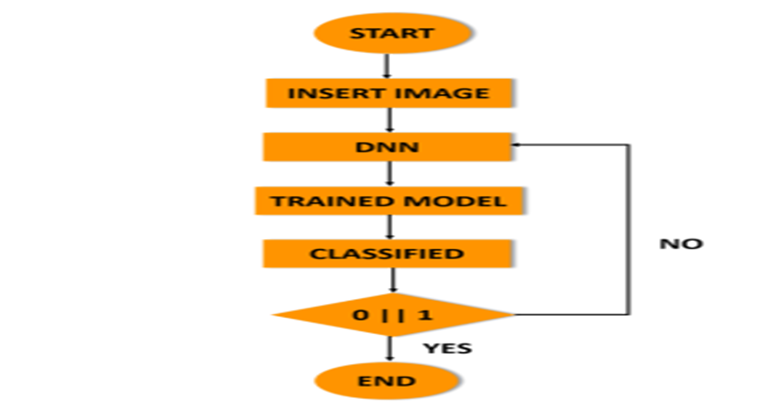 START
INSERT IMAGE
DNN
TRAINED MODEL
CLASSIFIED
NO
0 || 1
YES
END